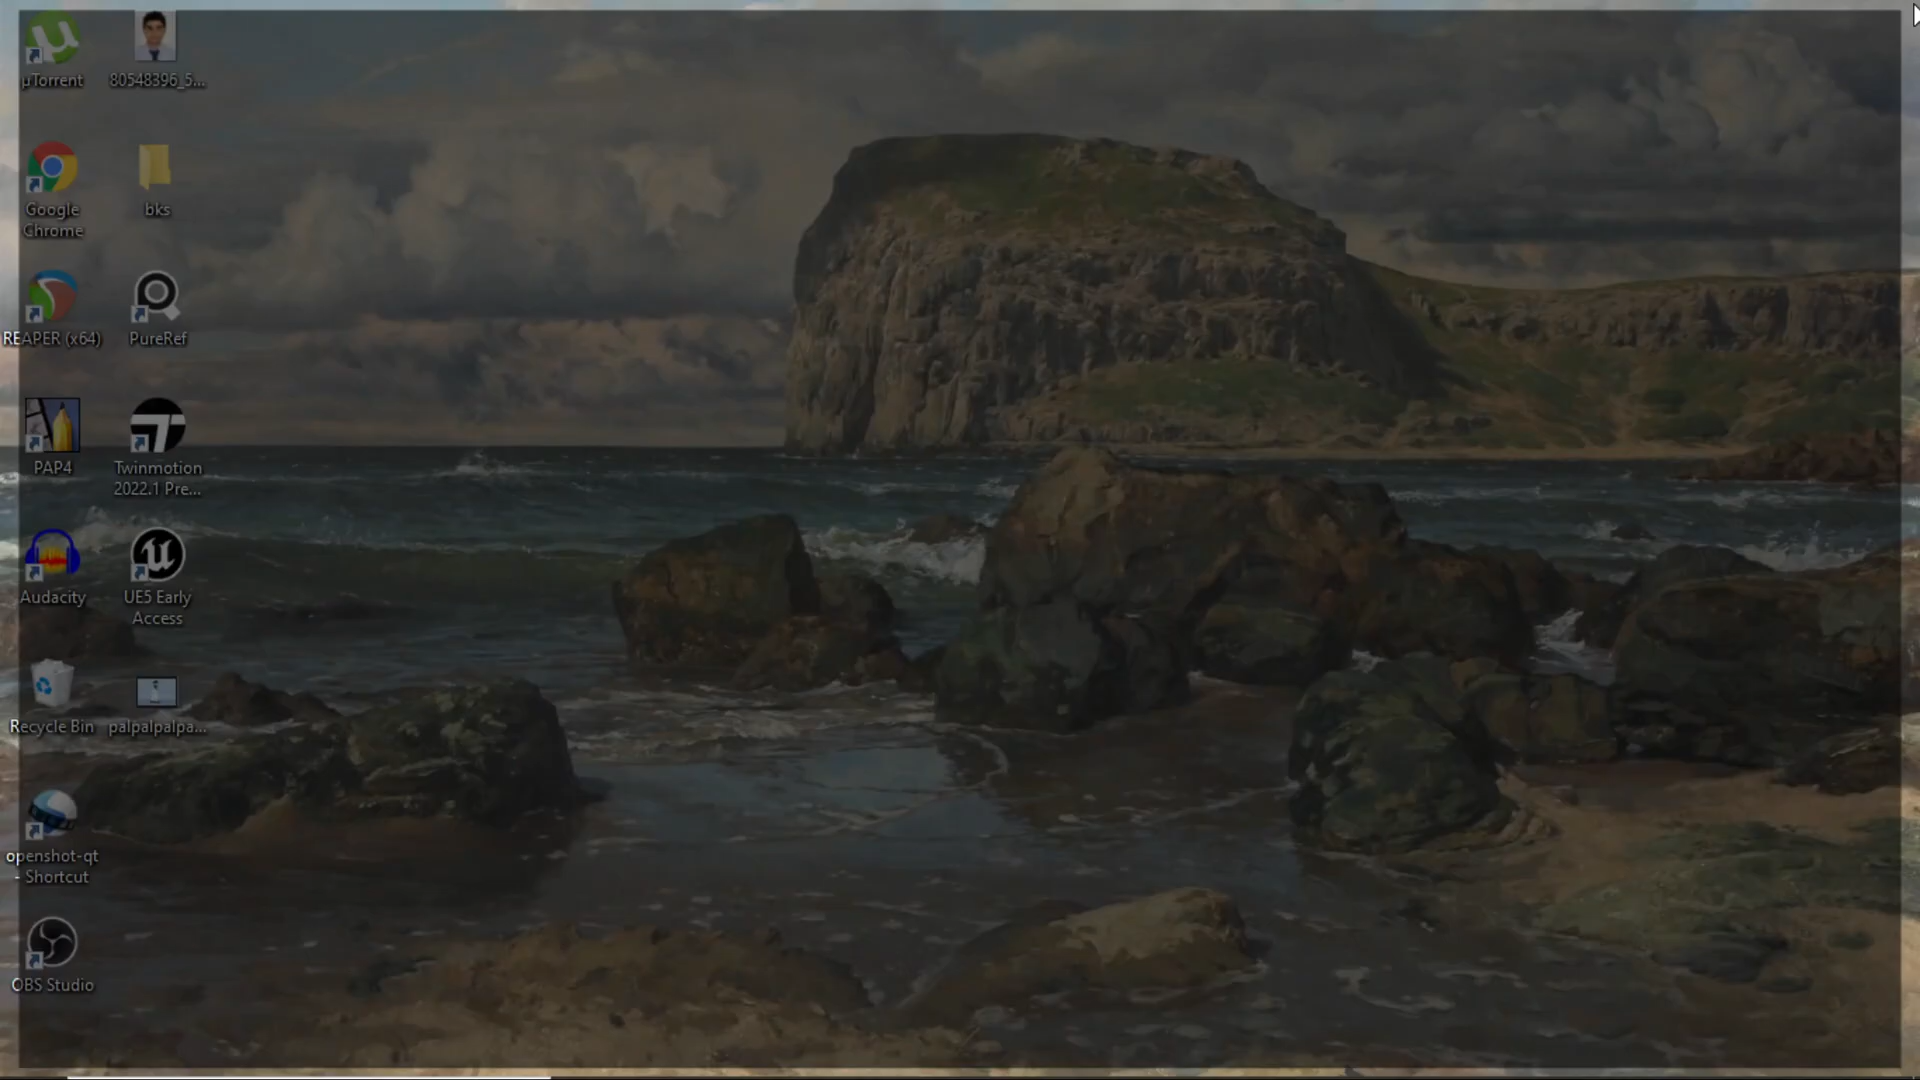 µTorrent
80548396_5...
Google
Chrome
bks
REAPER (x64)
PureRef
PAP4
Twinmotion
2022.1 Pre...
Audacity
UE5 Early
Access
Recycle Bin
palpalpalpa...
openshot-qt
- Shortcut
OBS Studio